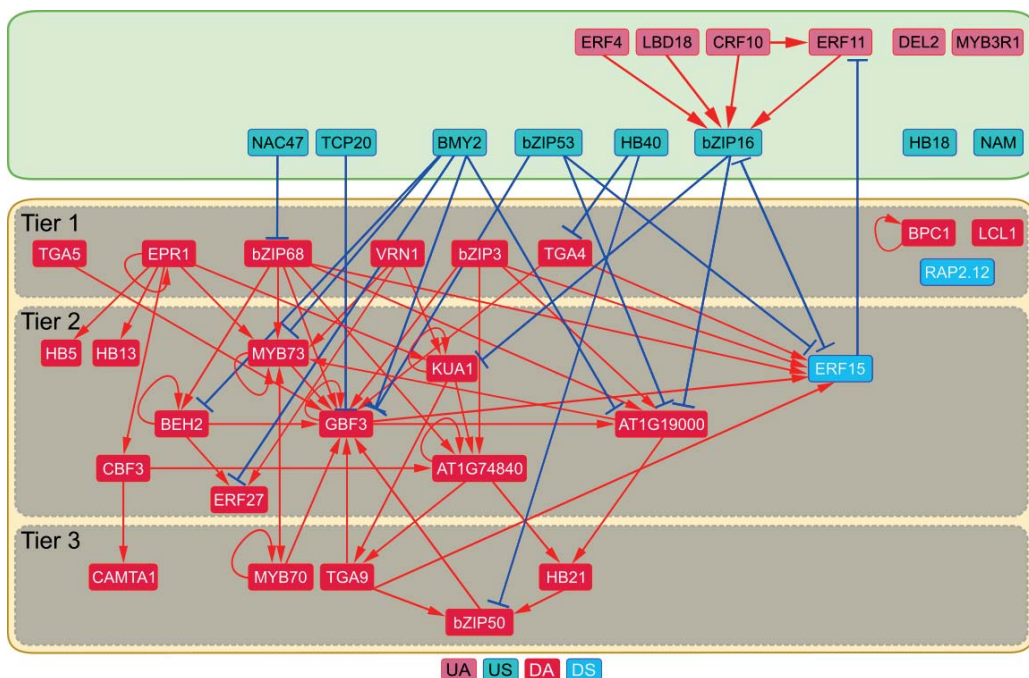 ERF4 LBD18 CRF10 ERF11 DEL2 MYB3R1
NAC47 TCP20 BMY2 bZIP53 HB40 bZIP16 HB18 NAM
Tier 1
TGA5 EPR1 bZIP68 VRN1 bZIP3 TGA4 BPC1 LCL1
RAP2.12
Tier 2
HB5 HB13 MYB73 KUA1 ERF15
BEH2 GBF3 AT1G19000
CBF3 AT1G74840
ERF27
Tier 3
CAMTA1 MYB70 TGA9 HB21
bZIP50
UA US DA DS